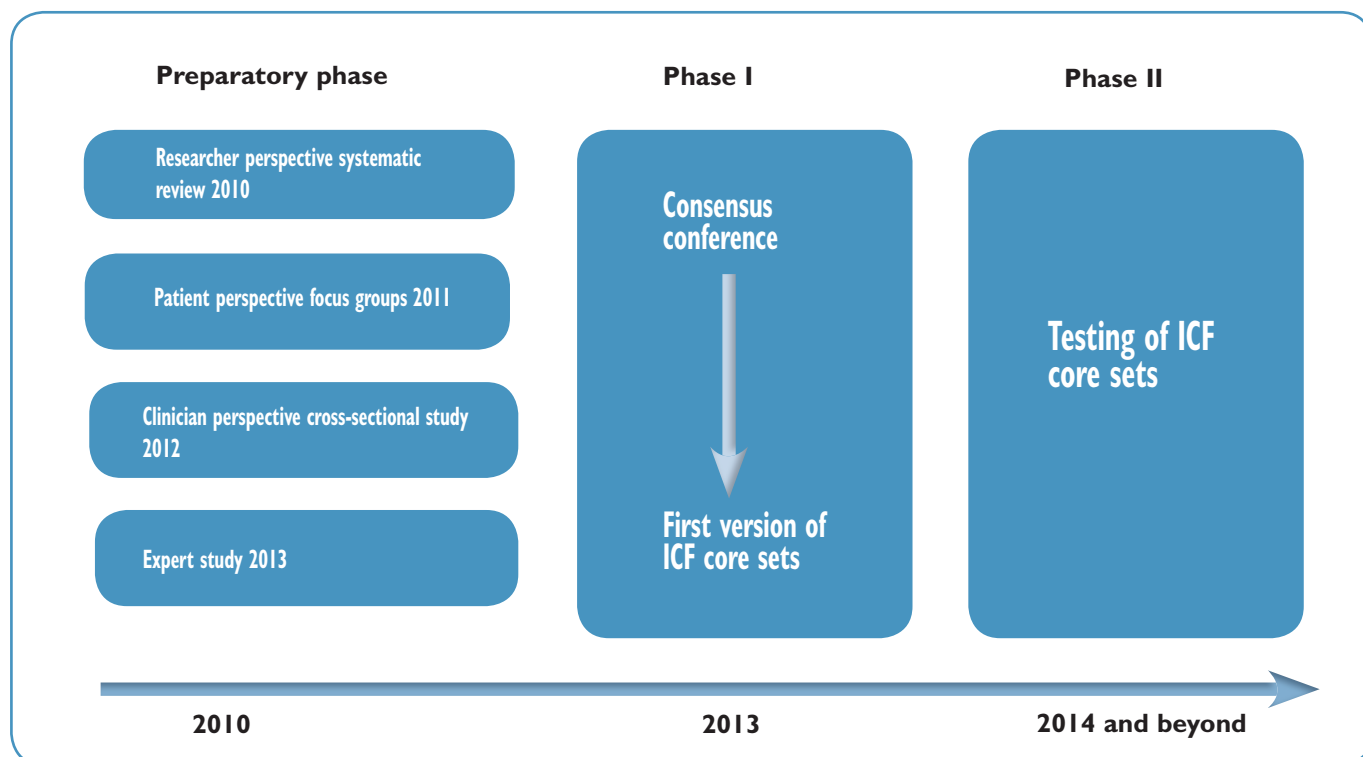 Preparatory phase
Researcher perspective systematic
review 2010
Patient perspective focus groups 2011
Clinician perspective cross-sectional study
2012
Expert study 2013
Phase I
Consensus
conference
First version of
ICF core sets
Phase II
Testing of ICF
core sets
2010
2013
2014 and beyond